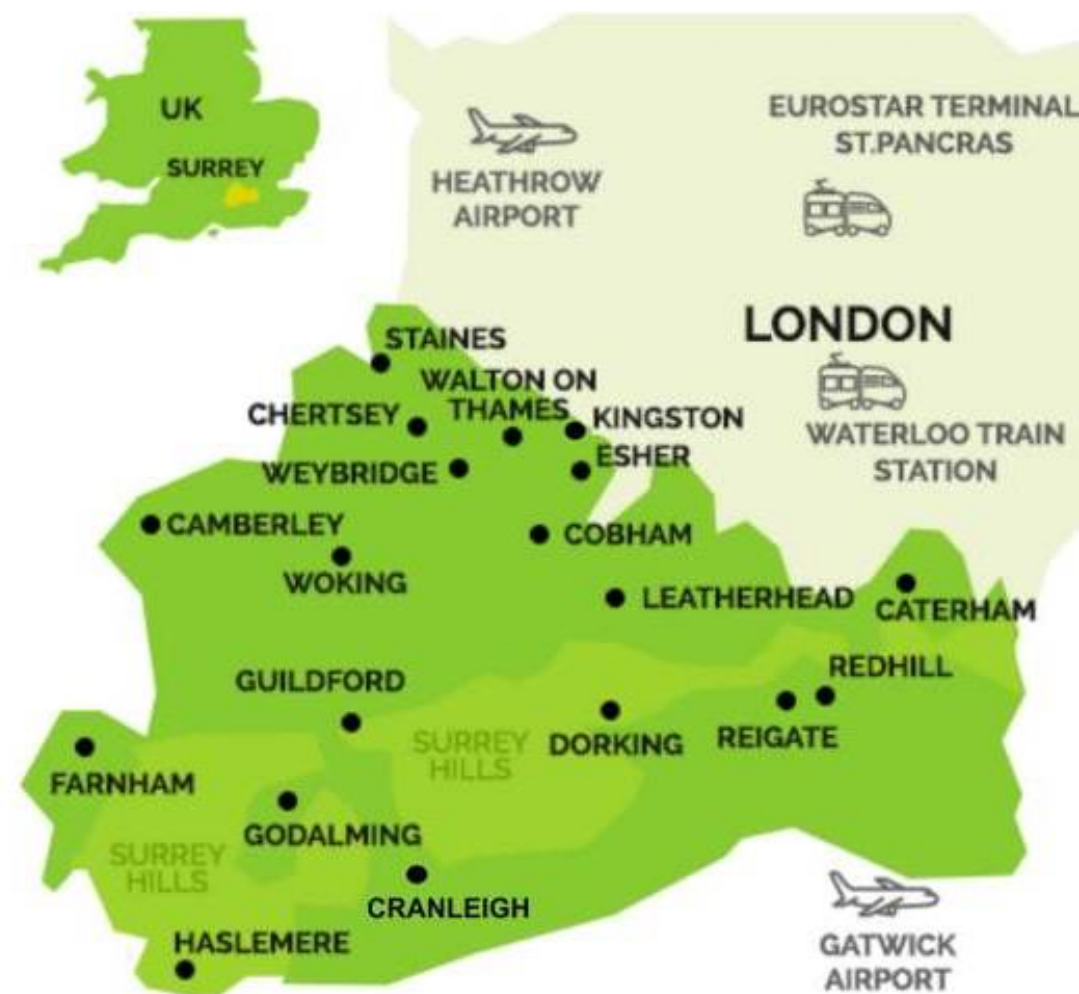 UK
SURREY
HEATHROW
AIRPORT
EUROSTAR TERMINAL
ST.PANCRAS
LONDON
WATERLOO TRAIN
STATION
STAINES
WALTON ON
THAMES
CHERTSEY
KINGSTON
ESHER
WEYBRIDGE
CAMBERLEY
COBHAM
WOKING
LEATHERHEAD
CATERHAM
REDHILL
GUILDFORD
SURREY
HILLS
DORKING
REIGATE
FARNHAM
GODALMING
SURREY
HILLS
CRANLEIGH
HASLEMERE
GATWICK
AIRPORT